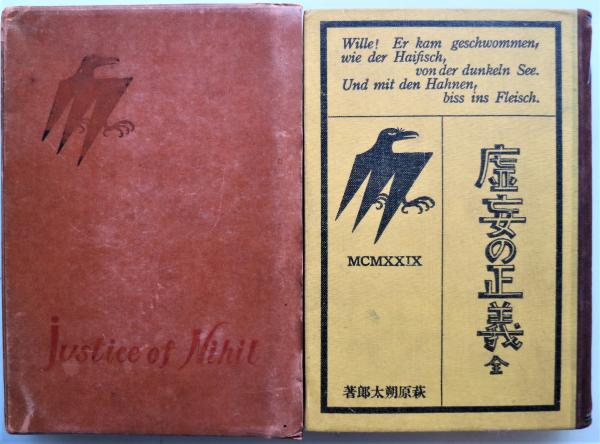 Justice of Nihil
Wille! Er kam geschwommen,
wie der Haifisch,
von der dunkeln See.
Und mit den Hahnen,
biss ins Fleisch.
MCMXXIX
虚妄の正義
全
著郎太朔原萩